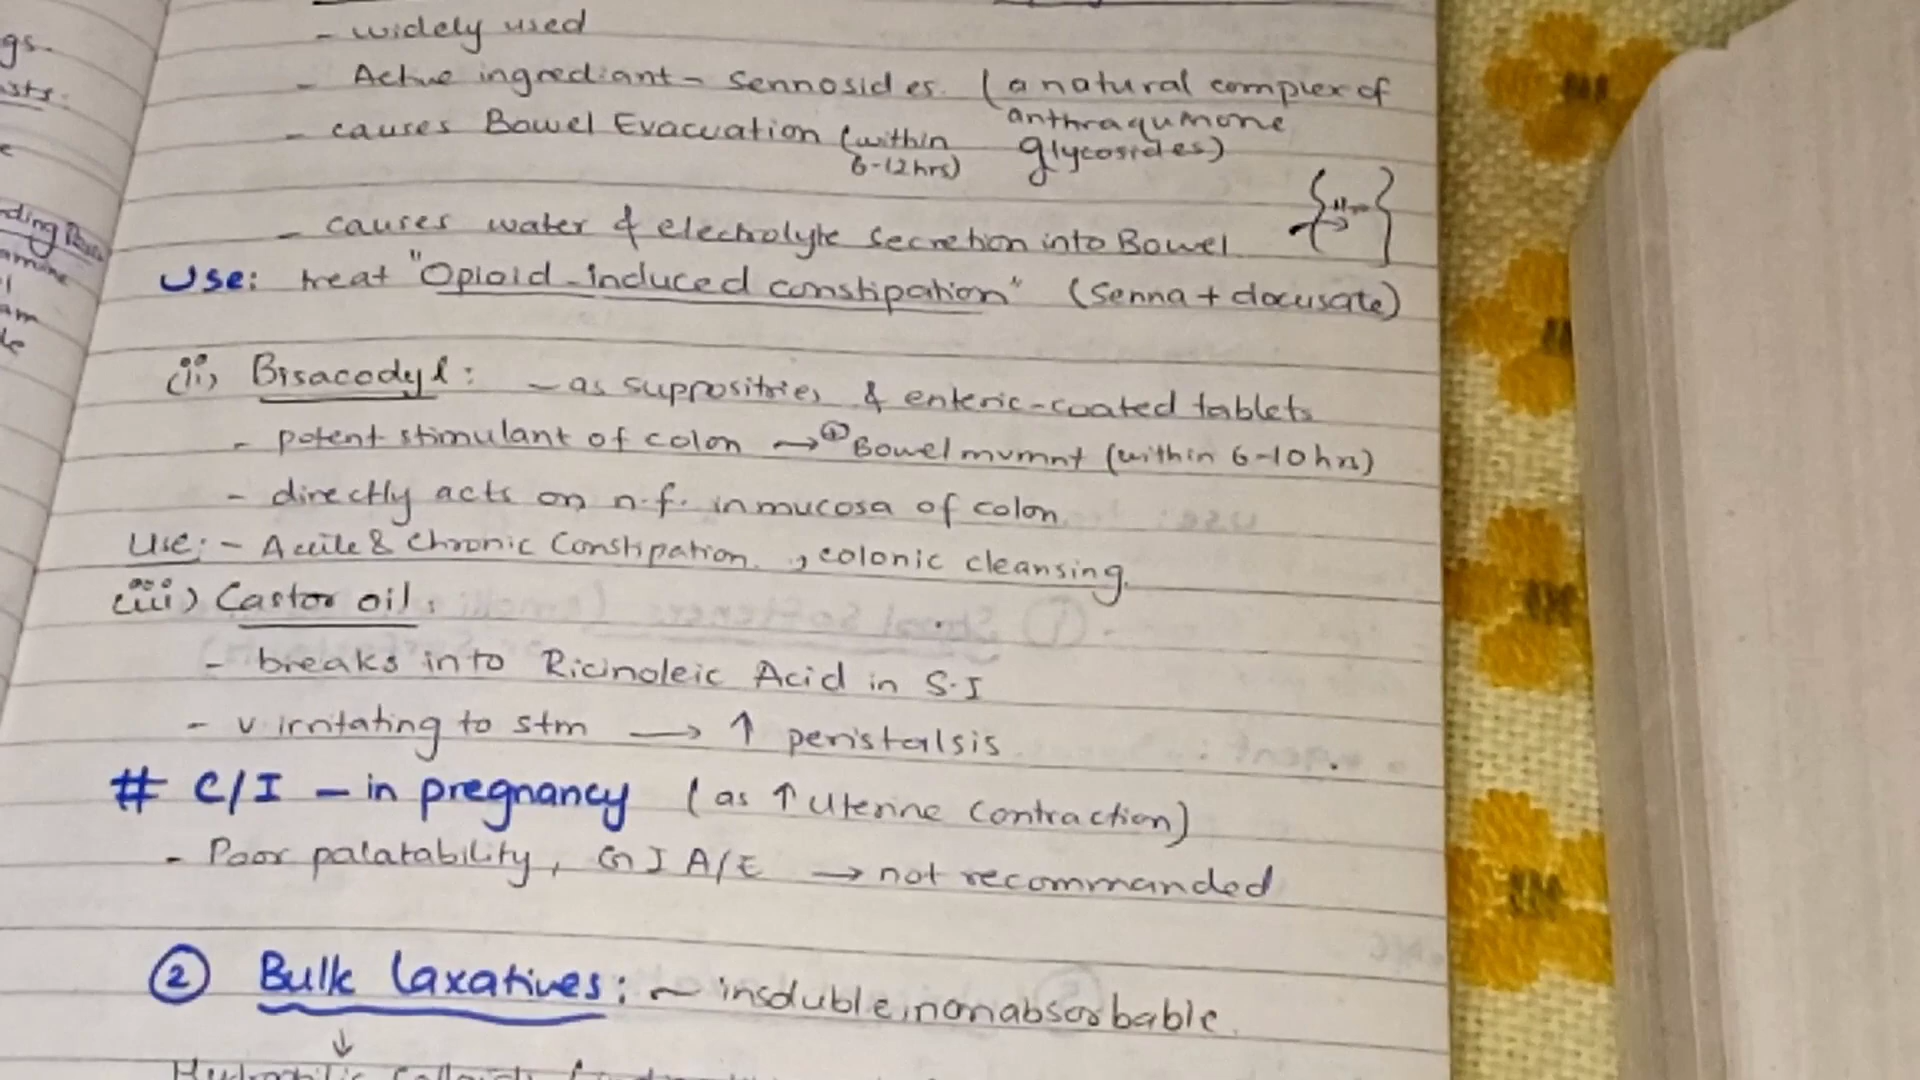 - widely used
- Active ingrediant - Sennosides. (a natural complex of anthraquinone glycosides)
- causes Bowel Evacuation (within 6-12hrs)
- causes water & electrolyte secretion into Bowel
Use: treat "Opioid-induced constipation" (Senna + docusate)
(ii) Bisacodyl: - as suppositries & enteric-coated tablets
- potent stimulant of colon → Bowel mvmnt (within 6-10 hrs)
- directly acts on n.f. in mucosa of colon
Use: - Acute & Chronic Constipation, colonic cleansing.
(iii) Castor oil:
- breaks into Ricinoleic Acid in S.I
- v irritating to stm → ↑ peristalsis
# C/I - in pregnancy (as ↑ Uterine Contraction)
- Poor palatability, GI A/E → not recommanded
② Bulk laxatives: ~ insoluble, nonabsorbable.
↓
gs.
sts.